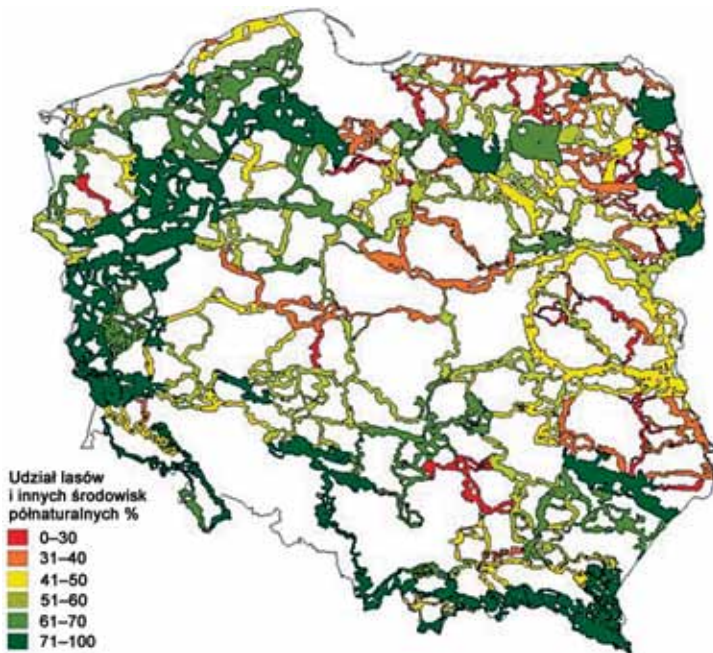 Udział lasów
i innych środowisk
półnaturalnych %
0–30
31–40
41–50
51–60
61–70
71–100